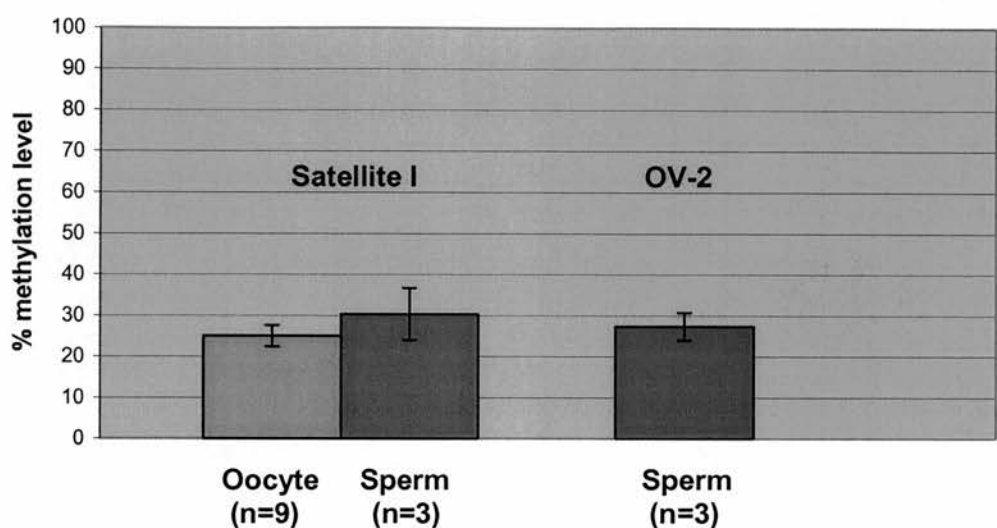 100
90
80
70
60
50
40
30
20
10
0
% methylation level
Satellite I
OV-2
Oocyte
(n=9)
Sperm
(n=3)
Sperm
(n=3)